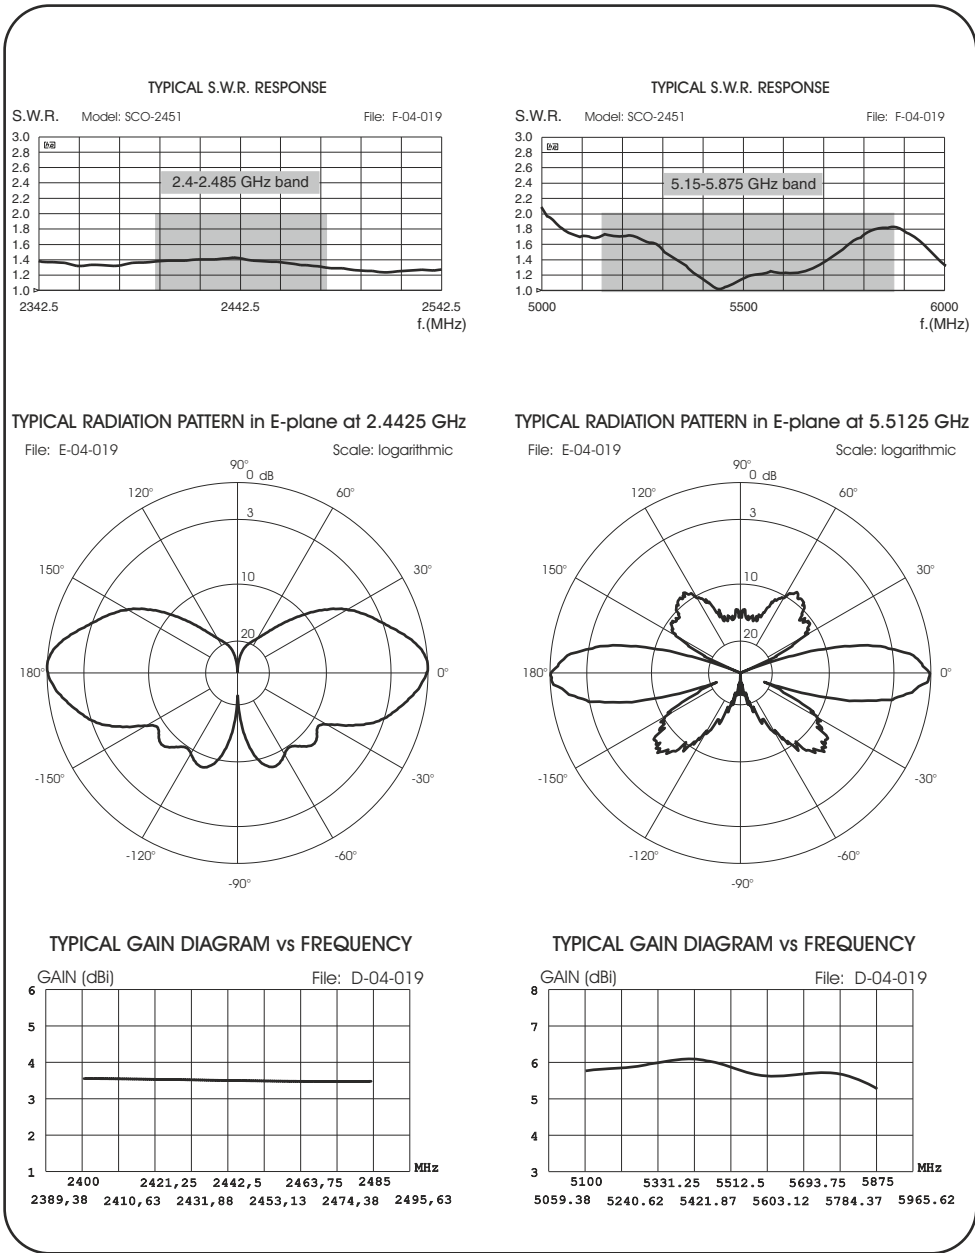 TYPICAL S.W.R. RESPONSE
S.W.R. Model: SCO-2451 File: F-04-019
3.0
2.8
2.6
2.4
2.2
2.0
1.8
1.6
1.4
1.2
1.0
2.4-2.485 GHz band
2342.5 2442.5 2542.5
f.(MHz)
TYPICAL S.W.R. RESPONSE
S.W.R. Model: SCO-2451 File: F-04-019
3.0
2.8
2.6
2.4
2.2
2.0
1.8
1.6
1.4
1.2
1.0
5.15-5.875 GHz band
5000 5500 6000
f.(MHz)
TYPICAL RADIATION PATTERN in E-plane at 2.4425 GHz
File: E-04-019 Scale: logarithmic
90°
0 dB
120° 60°
3
150° 30°
10
20
180° 0°
-150° -30°
-120° -60°
-90°
TYPICAL RADIATION PATTERN in E-plane at 5.5125 GHz
File: E-04-019 Scale: logarithmic
90°
0 dB
120° 60°
3
150° 30°
10
20
180° 0°
-150° -30°
-120° -60°
-90°
TYPICAL GAIN DIAGRAM vs FREQUENCY
GAIN (dBi) File: D-04-019
6
5
4
3
2
1
MHz
2400 2421,25 2442,5 2463,75 2485
2389,38 2410,63 2431,88 2453,13 2474,38 2495,63
TYPICAL GAIN DIAGRAM vs FREQUENCY
GAIN (dBi) File: D-04-019
8
7
6
5
4
3
MHz
5100 5331.25 5512.5 5693.75 5875
5059.38 5240.62 5421.87 5603.12 5784.37 5965.62